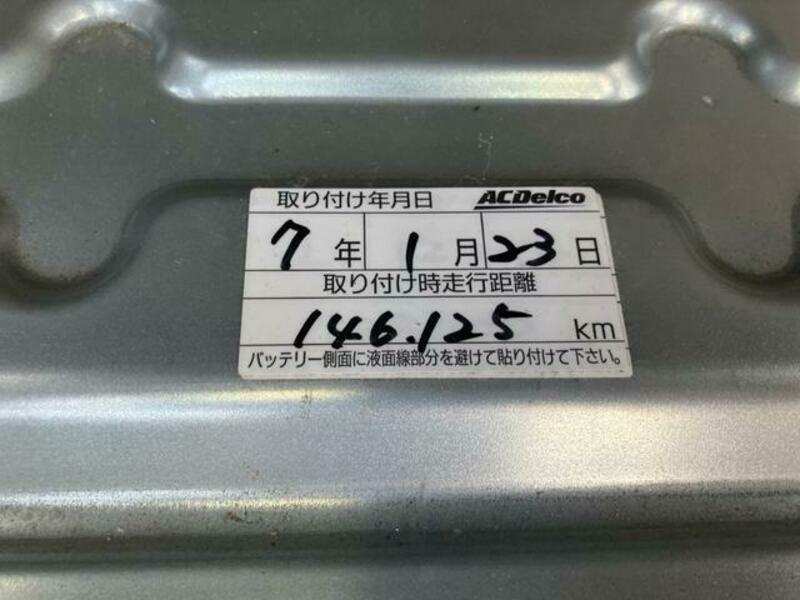 取り付け年月日 ACDelco
7年 1月 23日
取り付け時走行距離
146.125 km
バッテリー側面に液面線部分を避けて貼り付けて下さい。